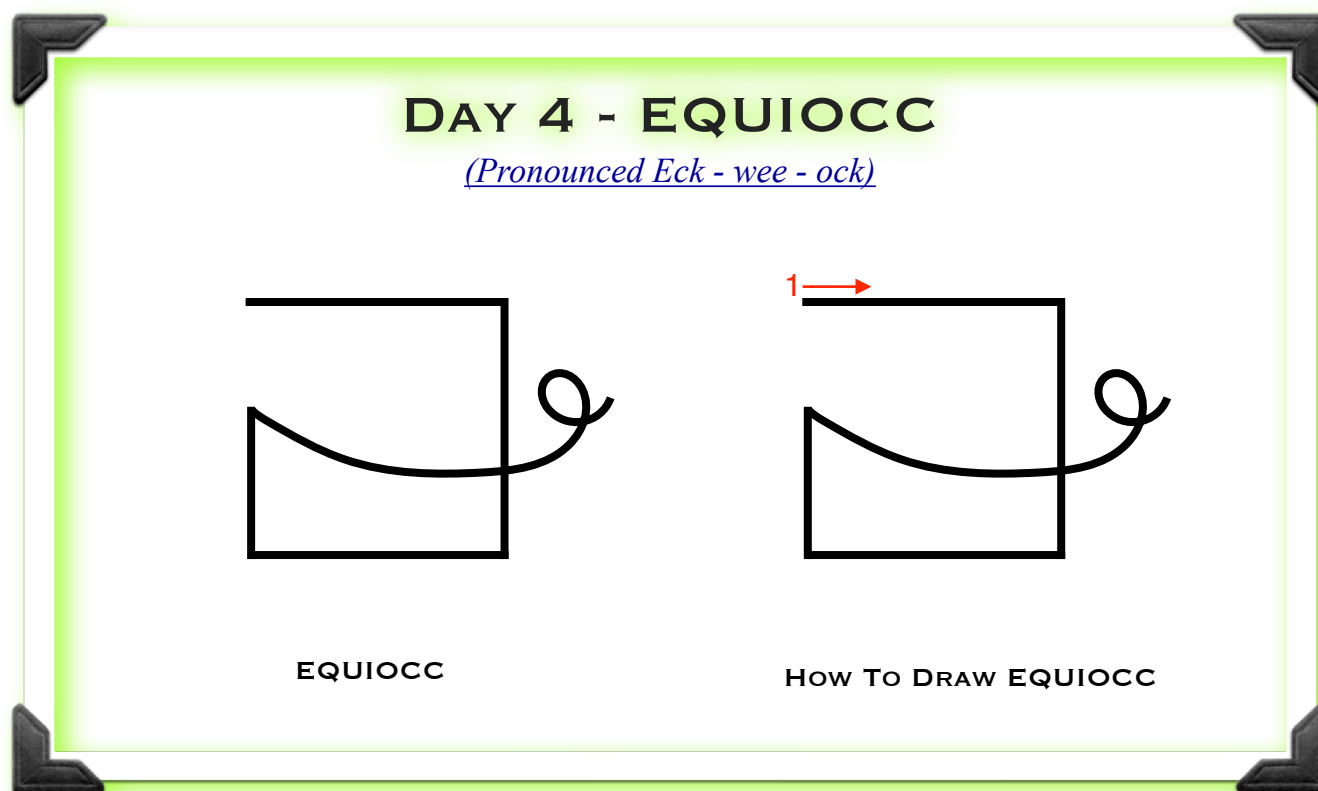 Day 4 - EQUIOCC
(Pronounced Eck - wee - ock)
1
EQUIOCC
How To Draw EQUIOCC